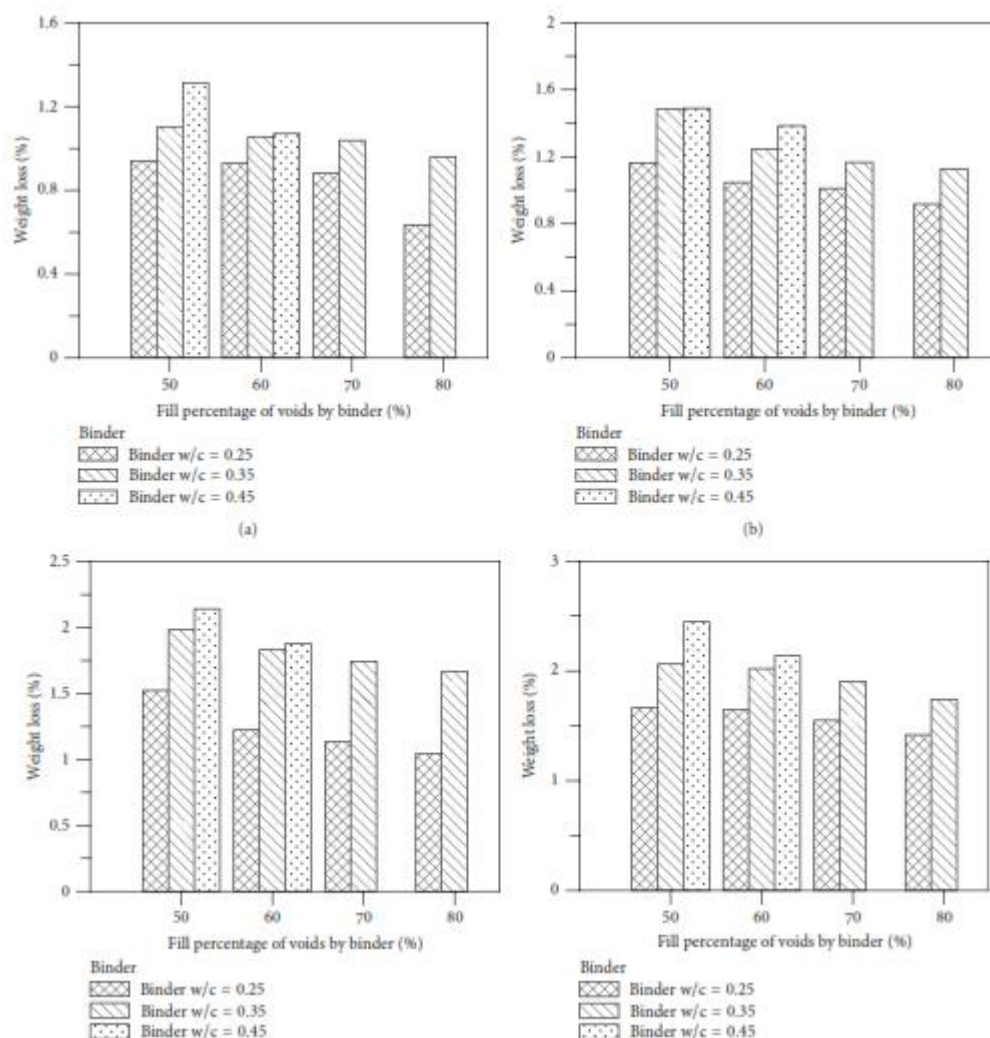 1.6
1.2
0.8
0.4
0
Weight loss (%)
50 60 70 80
Fill percentage of voids by binder (%)
Binder
Binder w/c = 0.25
Binder w/c = 0.35
Binder w/c = 0.45
(a)
2
1.6
1.2
0.8
0.4
0
Weight loss (%)
50 60 70 80
Fill percentage of voids by binder (%)
Binder
Binder w/c = 0.25
Binder w/c = 0.35
Binder w/c = 0.45
(b)
2.5
2
1.5
1
0.5
0
Weight loss (%)
50 60 70 80
Fill percentage of voids by binder (%)
Binder
Binder w/c = 0.25
Binder w/c = 0.35
Binder w/c = 0.45
3
2
1
0
Weight loss (%)
50 60 70 80
Fill percentage of voids by binder (%)
Binder
Binder w/c = 0.25
Binder w/c = 0.35
Binder w/c = 0.45